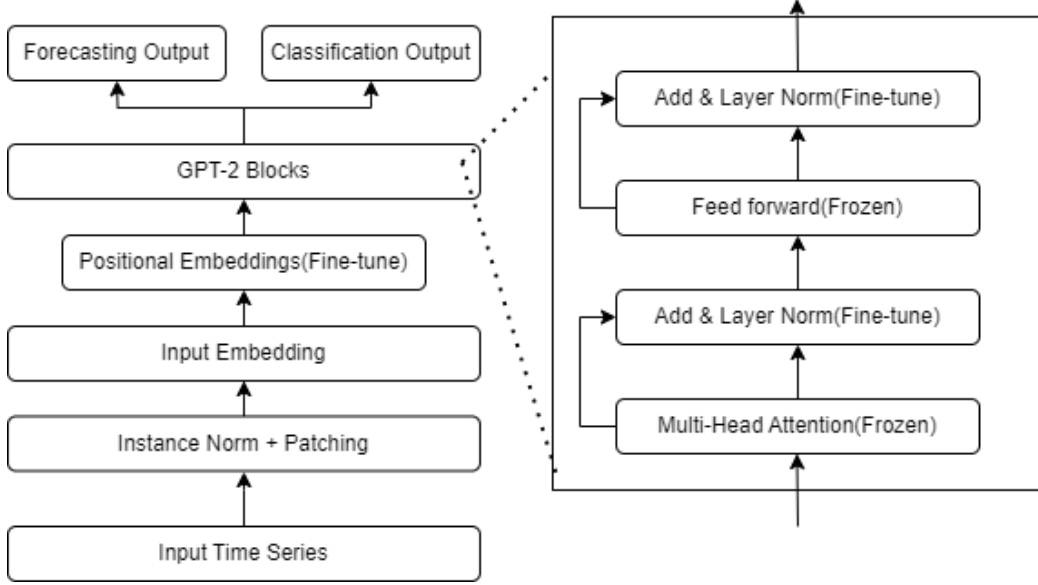 Forecasting Output
Classification Output
GPT-2 Blocks
Positional Embeddings(Fine-tune)
Input Embedding
Instance Norm + Patching
Input Time Series
Add & Layer Norm(Fine-tune)
Feed forward(Frozen)
Add & Layer Norm(Fine-tune)
Multi-Head Attention(Frozen)